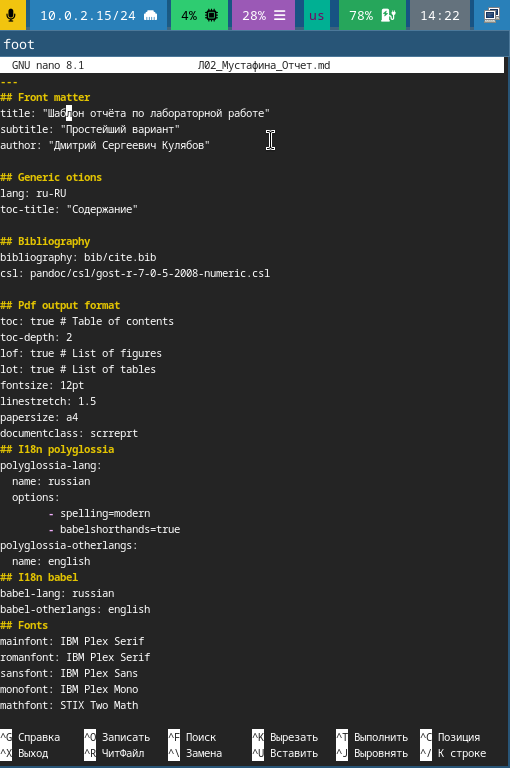 10.0.2.15/24 4% 28% us 78% 14:22
foot
GNU nano 8.1 Л02_Мустафина_Отчет.md
---
## Front matter
title: "Шаблон отчёта по лабораторной работе"
subtitle: "Простейший вариант"
author: "Дмитрий Сергеевич Кулябов"
## Generic otions
lang: ru-RU
toc-title: "Содержание"
## Bibliography
bibliography: bib/cite.bib
csl: pandoc/csl/gost-r-7-0-5-2008-numeric.csl
## Pdf output format
toc: true # Table of contents
toc-depth: 2
lof: true # List of figures
lot: true # List of tables
fontsize: 12pt
linestretch: 1.5
papersize: a4
documentclass: scrreprt
## I18n polyglossia
polyglossia-lang:
  name: russian
  options:
        - spelling=modern
        - babelshorthands=true
polyglossia-otherlangs:
  name: english
## I18n babel
babel-lang: russian
babel-otherlangs: english
## Fonts
mainfont: IBM Plex Serif
romanfont: IBM Plex Serif
sansfont: IBM Plex Sans
monofont: IBM Plex Mono
mathfont: STIX Two Math
^G Справка ^O Записать ^F Поиск ^K Вырезать ^T Выполнить ^C Позиция
^X Выход ^R ЧитФайл ^\ Замена ^U Вставить ^J Выровнять ^/ К строке